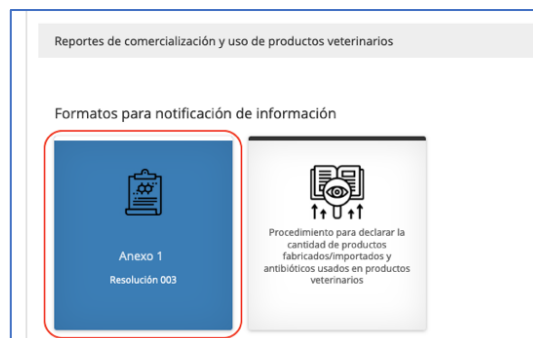 Reportes de comercialización y uso de productos veterinarios
Formatos para notificación de información
Anexo 1
Resolución 003
Procedimiento para declarar la
cantidad de productos
fabricados/importados y
antibióticos usados en productos
veterinarios